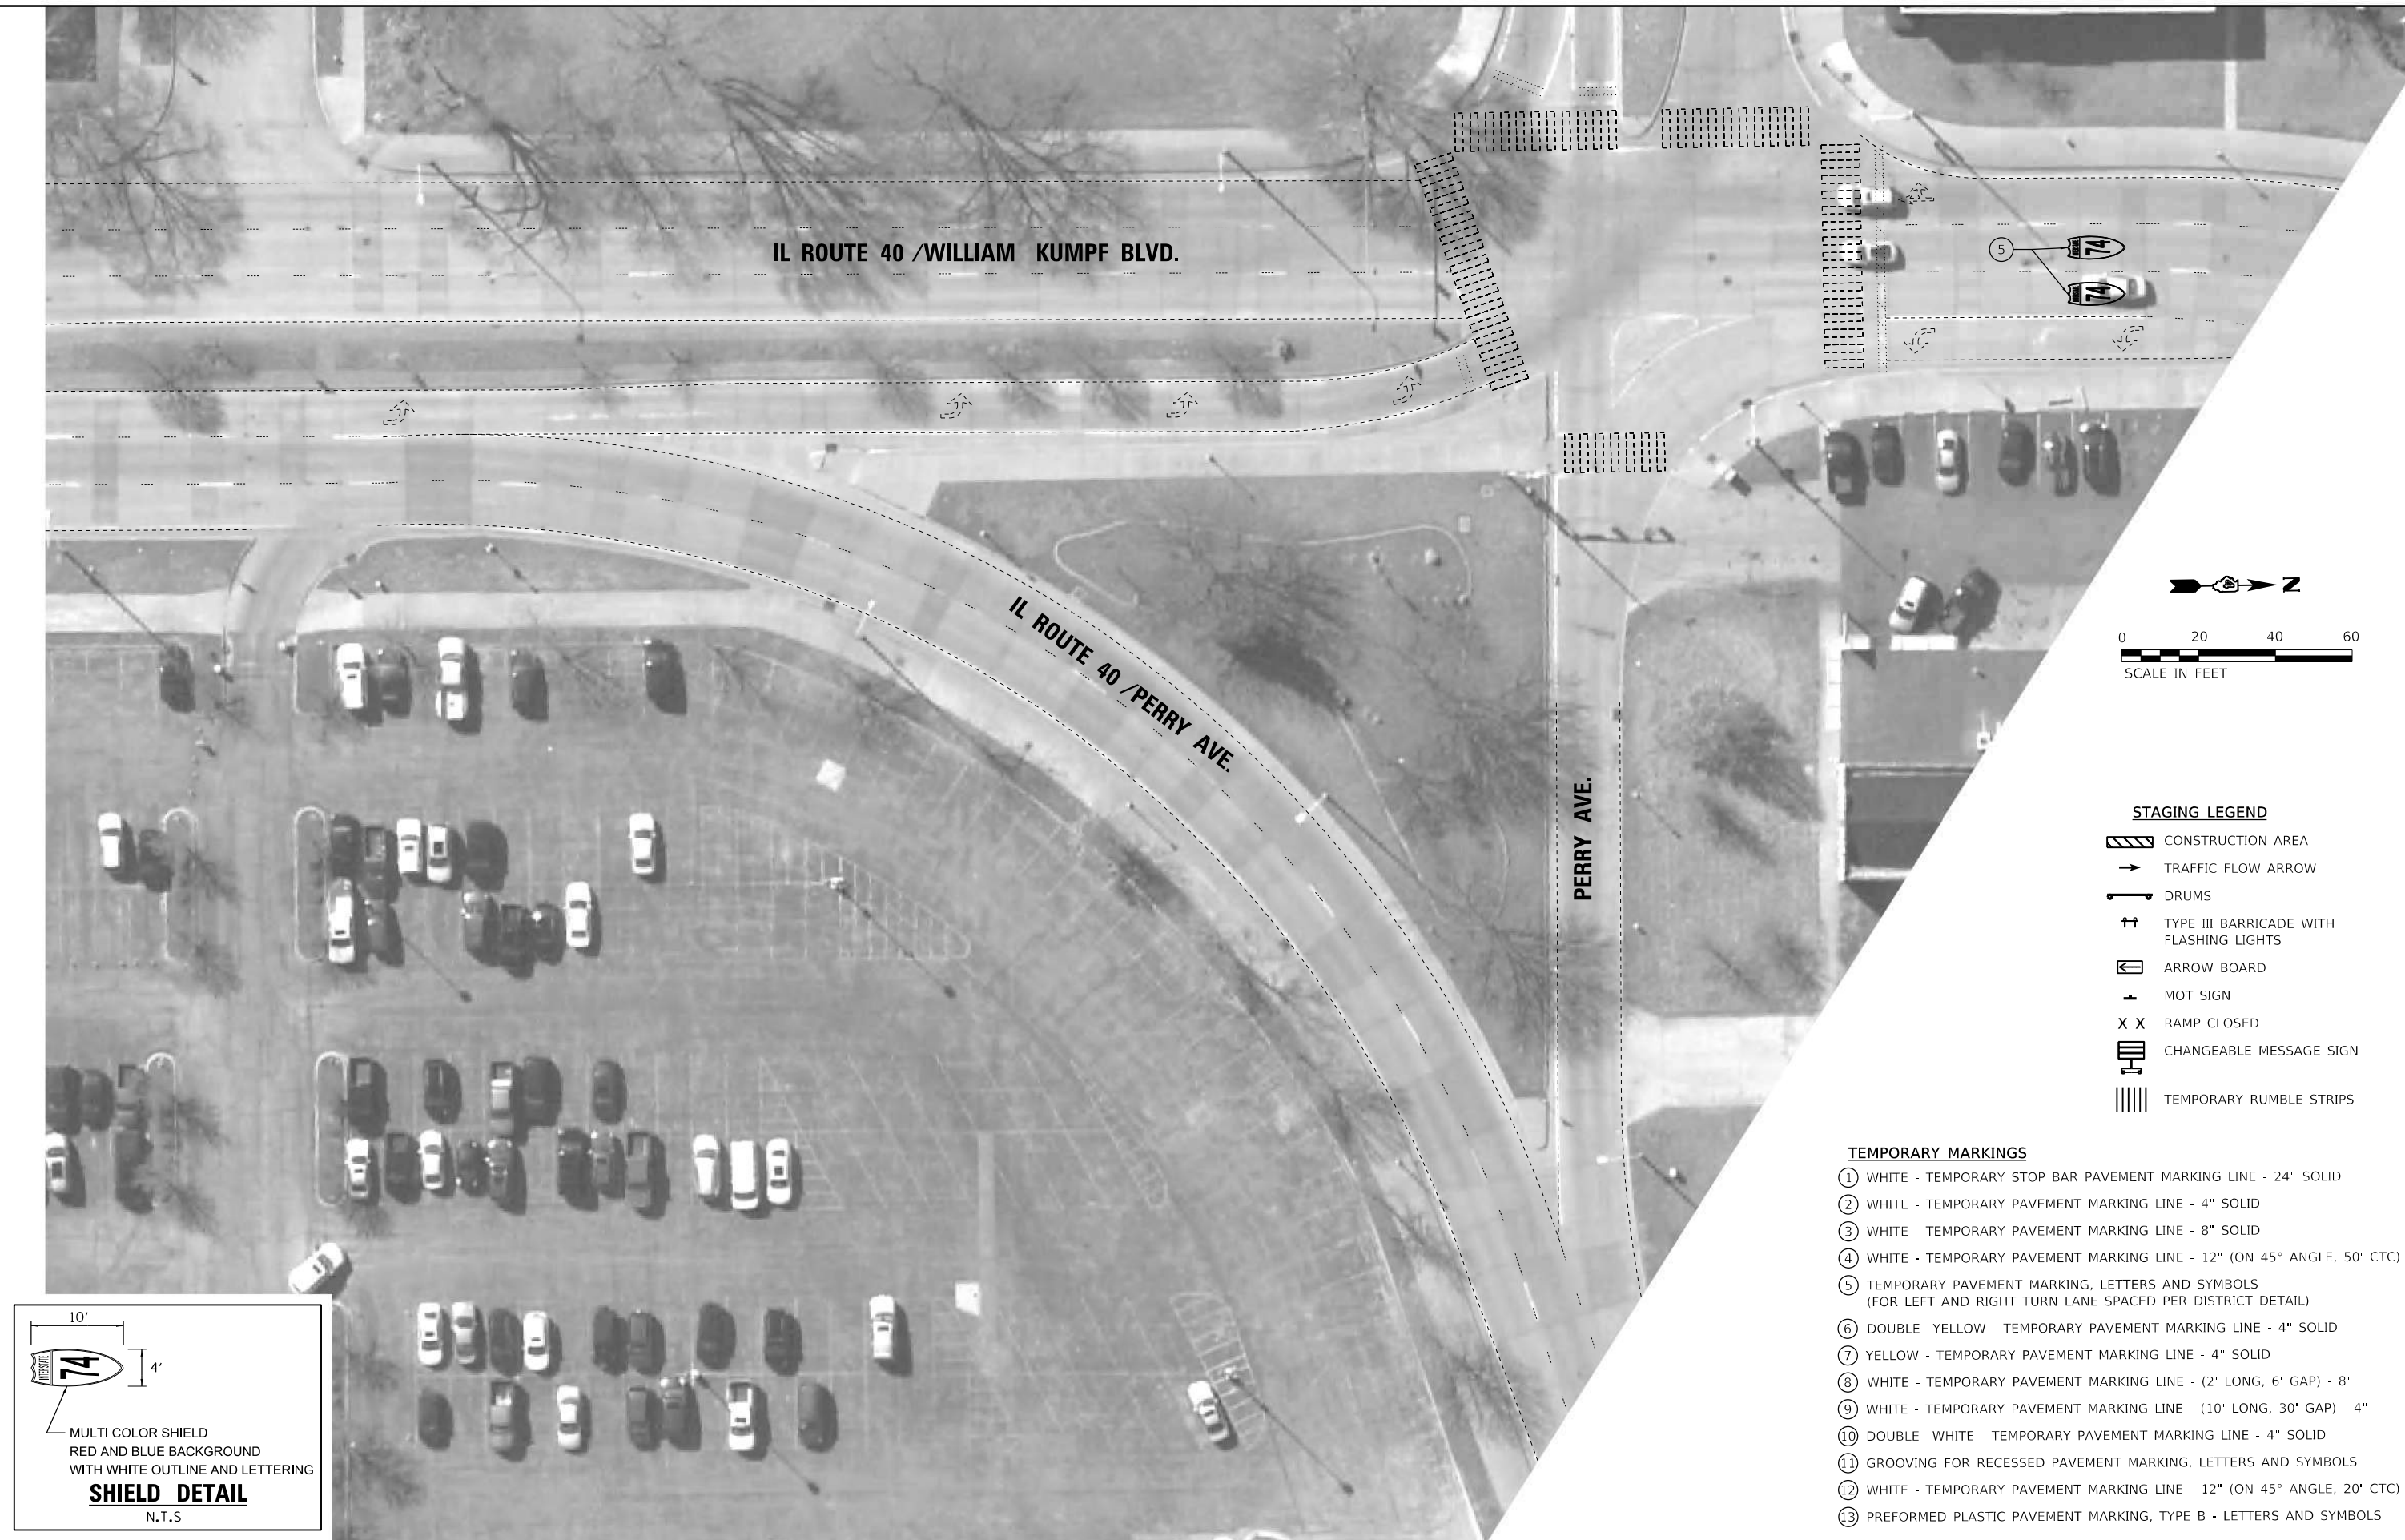 IL ROUTE 40 /WILLIAM KUMPF BLVD.
5
INTERSTATE
74
INTERSTATE
74
IL ROUTE 40 /PERRY AVE.
PERRY AVE.
N
0 20 40 60
SCALE IN FEET
STAGING LEGEND
CONSTRUCTION AREA
TRAFFIC FLOW ARROW
DRUMS
TYPE III BARRICADE WITH
FLASHING LIGHTS
ARROW BOARD
MOT SIGN
X X RAMP CLOSED
CHANGEABLE MESSAGE SIGN
TEMPORARY RUMBLE STRIPS
TEMPORARY MARKINGS
1 WHITE - TEMPORARY STOP BAR PAVEMENT MARKING LINE - 24" SOLID
2 WHITE - TEMPORARY PAVEMENT MARKING LINE - 4" SOLID
3 WHITE - TEMPORARY PAVEMENT MARKING LINE - 8" SOLID
4 WHITE - TEMPORARY PAVEMENT MARKING LINE - 12" (ON 45° ANGLE, 50' CTC)
5 TEMPORARY PAVEMENT MARKING, LETTERS AND SYMBOLS
(FOR LEFT AND RIGHT TURN LANE SPACED PER DISTRICT DETAIL)
6 DOUBLE YELLOW - TEMPORARY PAVEMENT MARKING LINE - 4" SOLID
7 YELLOW - TEMPORARY PAVEMENT MARKING LINE - 4" SOLID
8 WHITE - TEMPORARY PAVEMENT MARKING LINE - (2' LONG, 6' GAP) - 8"
9 WHITE - TEMPORARY PAVEMENT MARKING LINE - (10' LONG, 30' GAP) - 4"
10 DOUBLE WHITE - TEMPORARY PAVEMENT MARKING LINE - 4" SOLID
11 GROOVING FOR RECESSED PAVEMENT MARKING, LETTERS AND SYMBOLS
12 WHITE - TEMPORARY PAVEMENT MARKING LINE - 12" (ON 45° ANGLE, 20' CTC)
13 PREFORMED PLASTIC PAVEMENT MARKING, TYPE B - LETTERS AND SYMBOLS
10'
INTERSTATE
74
4'
MULTI COLOR SHIELD
RED AND BLUE BACKGROUND
WITH WHITE OUTLINE AND LETTERING
SHIELD DETAIL
N.T.S